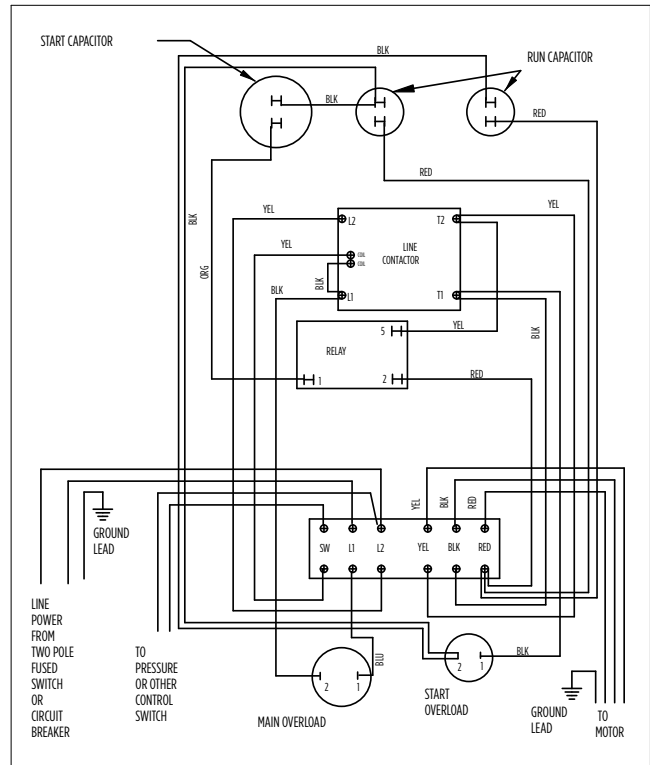 START CAPACITOR
BLK
RUN CAPACITOR
BLK
RED
RED
BLK
ORG
YEL
L2
T2
YEL
YEL
COIL
COIL
LINE
CONTACTOR
BLK
BLK
L1
T1
BLK
5
YEL
RELAY
1
2
RED
YEL
BLK
RED
GROUND
LEAD
SW
L1
L2
YEL
BLK
RED
LINE
POWER
FROM
TWO POLE
FUSED
SWITCH
OR
CIRCUIT
BREAKER
TO
PRESSURE
OR OTHER
CONTROL
SWITCH
BLU
2
1
MAIN OVERLOAD
2
1
BLK
START
OVERLOAD
GROUND
LEAD
TO
MOTOR